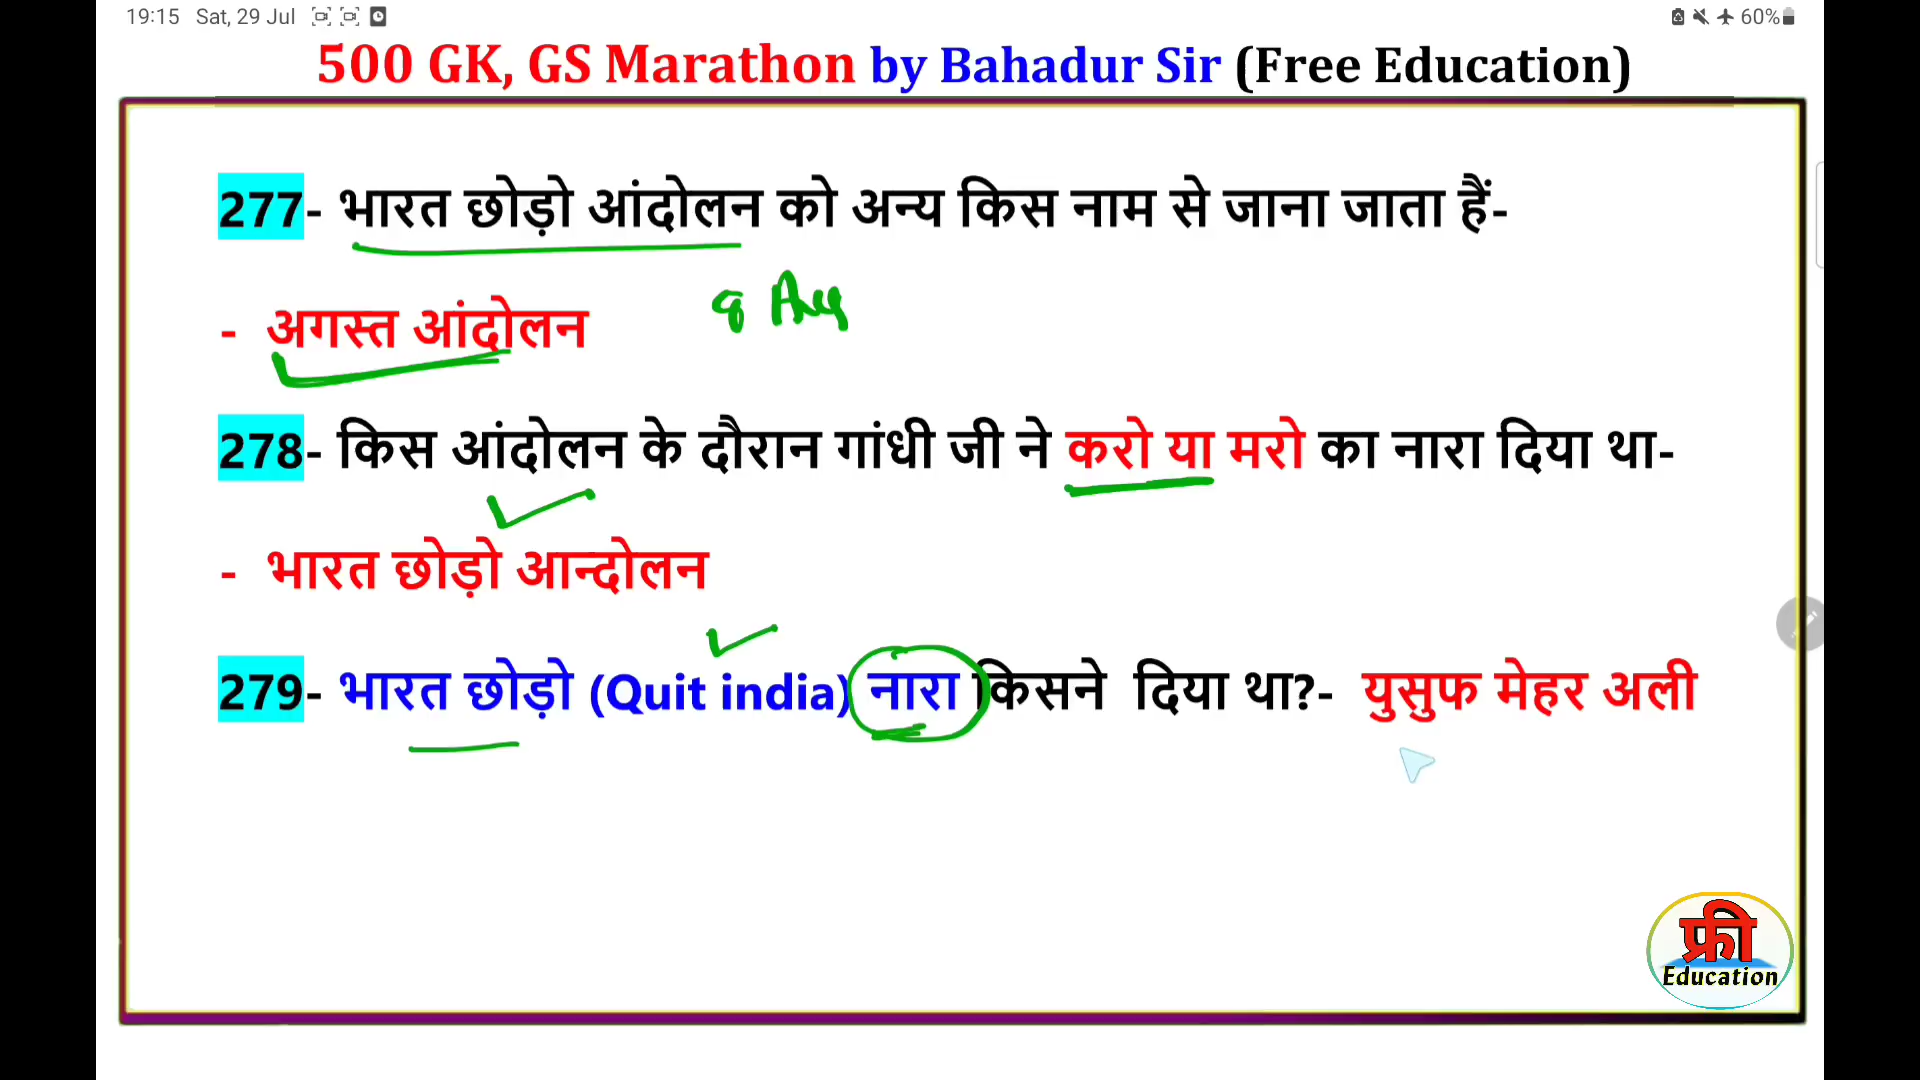 19:15 Sat, 29 Jul 60%
500 GK, GS Marathon by Bahadur Sir (Free Education)
277- भारत छोड़ो आंदोलन को अन्य किस नाम से जाना जाता हैं-
- अगस्त आंदोलन
8 Aug
278- किस आंदोलन के दौरान गांधी जी ने करो या मरो का नारा दिया था-
- भारत छोड़ो आन्दोलन
279- भारत छोड़ो (Quit india) नारा किसने दिया था?- युसुफ मेहर अली
फ्री
Education